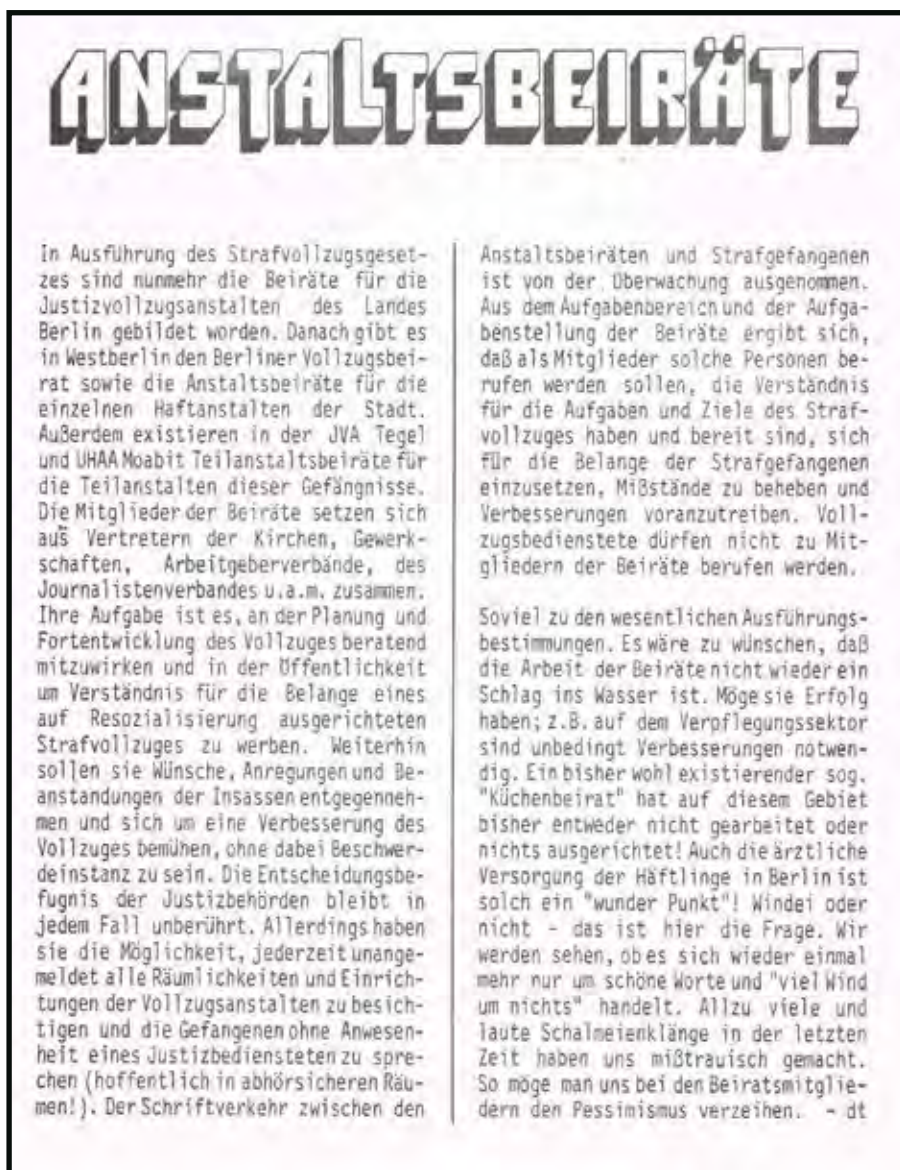 ANSTALTSBEIRÄTE
In Ausführung des Strafvollzugsgeset-
zes sind nunmehr die Beiräte für die
Justizvollzugsanstalten des Landes
Berlin gebildet worden. Danach gibt es
in Westberlin den Berliner Vollzugsbei-
rat sowie die Anstaltsbeiräte für die
einzelnen Haftanstalten der Stadt.
Außerdem existieren in der JVA Tegel
und UHAA Moabit Teilanstaltsbeiräte für
die Teilanstalten dieser Gefängnisse.
Die Mitglieder der Beiräte setzen sich
aus Vertretern der Kirchen, Gewerk-
schaften, Arbeitgeberverbände, des
Journalistenverbandes u.a.m. zusammen.
Ihre Aufgabe ist es, an der Planung und
Fortentwicklung des Vollzuges beratend
mitzuwirken und in der Öffentlichkeit
um Verständnis für die Belange eines
auf Resozialisierung ausgerichteten
Strafvollzuges zu werben. Weiterhin
sollen sie Wünsche, Anregungen und Be-
anstandungen der Insassen entgegenneh-
men und sich um eine Verbesserung des
Vollzuges bemühen, ohne dabei Beschwer-
deinstanz zu sein. Die Entscheidungsbe-
fugnis der Justizbehörden bleibt in
jedem Fall unberührt. Allerdings haben
sie die Möglichkeit, jederzeit unange-
meldet alle Räumlichkeiten und Einrich-
tungen der Vollzugsanstalten zu besich-
tigen und die Gefangenen ohne Anwesen-
heit eines Justizbediensteten zu spre-
chen (hoffentlich in abhörsicheren Räu-
men!). Der Schriftverkehr zwischen den
Anstaltsbeiräten und Strafgefangenen
ist von der Überwachung ausgenommen.
Aus dem Aufgabenbereich und der Aufga-
benstellung der Beiräte ergibt sich,
daß als Mitglieder solche Personen be-
rufen werden sollen, die Verständnis
für die Aufgaben und Ziele des Straf-
vollzuges haben und bereit sind, sich
für die Belange der Strafgefangenen
einzusetzen, Mißstände zu beheben und
Verbesserungen voranzutreiben. Voll-
zugsbedienstete dürfen nicht zu Mit-
gliedern der Beiräte berufen werden.
Soviel zu den wesentlichen Ausführungs-
bestimmungen. Es wäre zu wünschen, daß
die Arbeit der Beiräte nicht wieder ein
Schlag ins Wasser ist. Möge sie Erfolg
haben; z.B. auf dem Verpflegungssektor
sind unbedingt Verbesserungen notwen-
dig. Ein bisher wohl existierender sog.
"Küchenbeirat" hat auf diesem Gebiet
bisher entweder nicht gearbeitet oder
nichts ausgerichtet! Auch die ärztliche
Versorgung der Häftlinge in Berlin ist
solch ein "wunder Punkt"! Windei oder
nicht - das ist hier die Frage. Wir
werden sehen, ob es sich wieder einmal
mehr nur um schöne Worte und "viel Wind
um nichts" handelt. Allzu viele und
laute Schalmeienklänge in der letzten
Zeit haben uns mißtrauisch gemacht.
So möge man uns bei den Beiratsmitglie-
dern den Pessimismus verzeihen. - dt